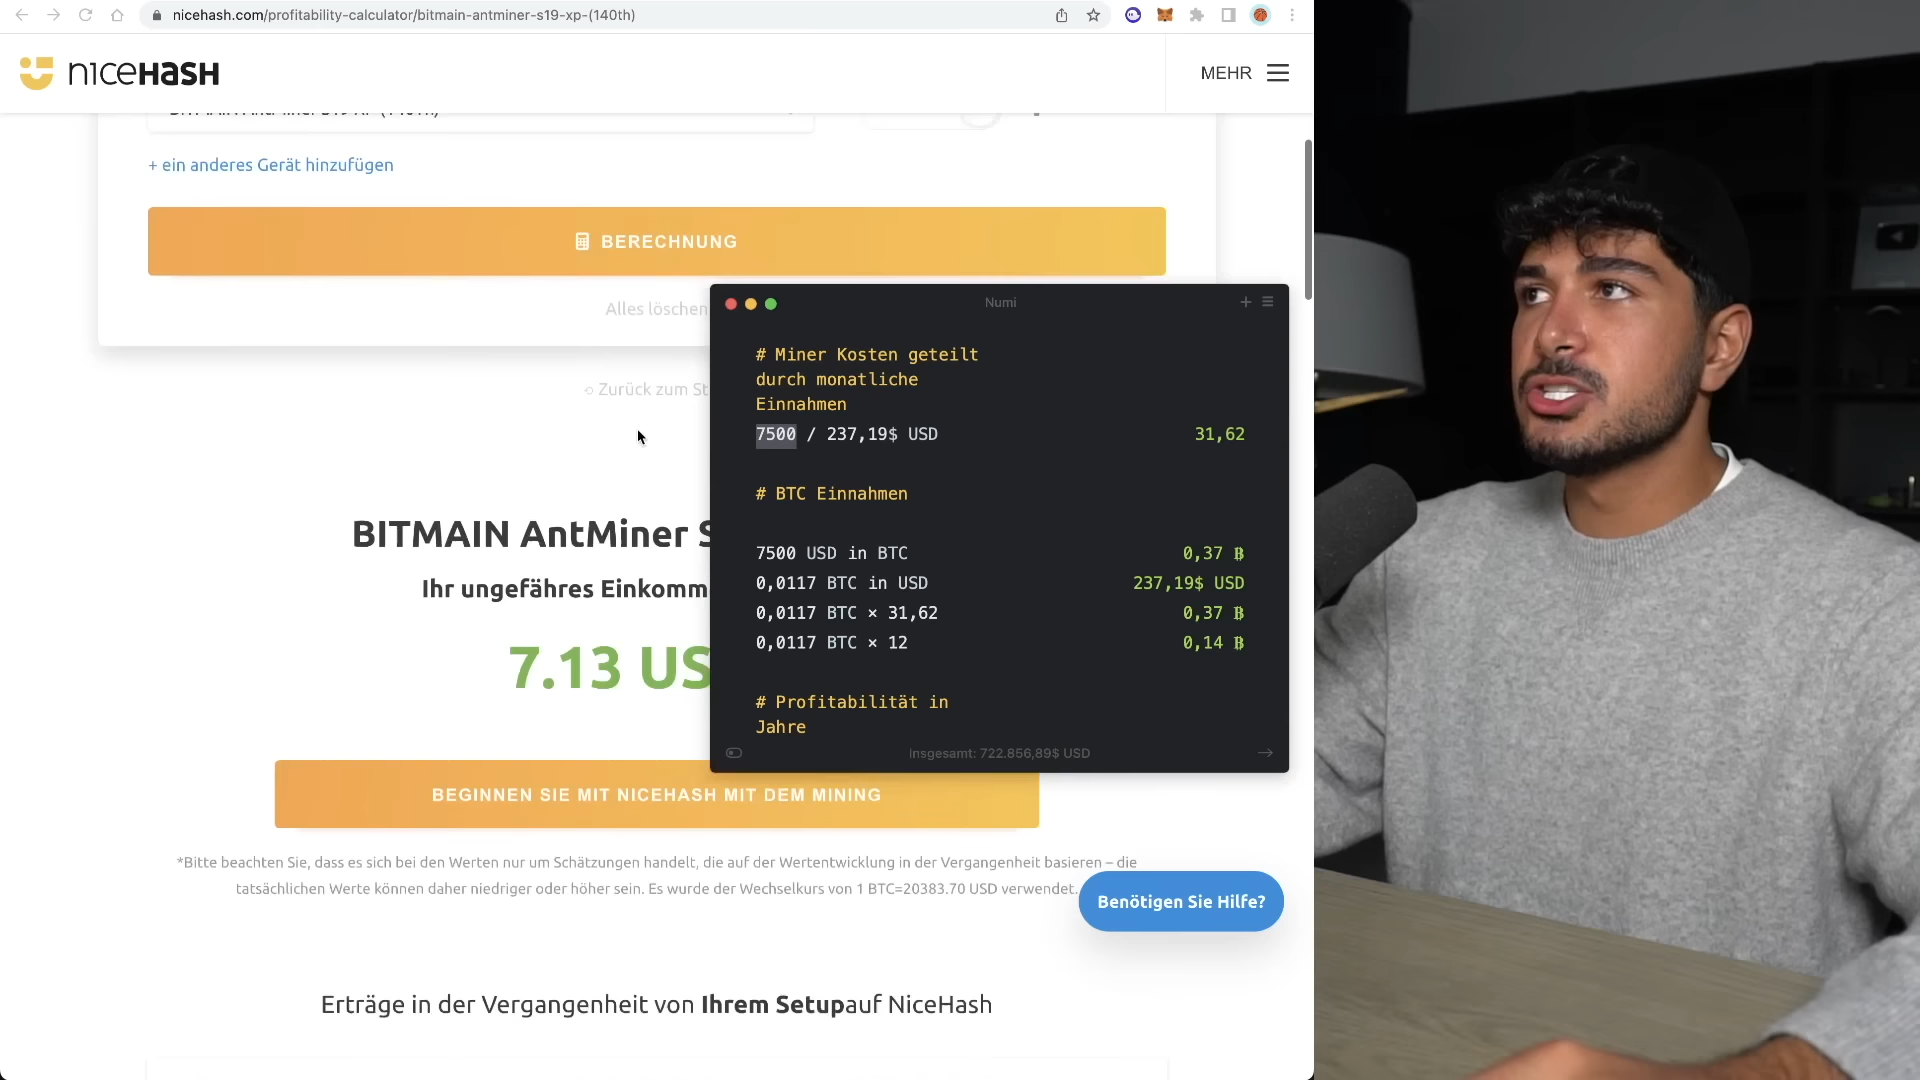 nicehash.com/profitability-calculator/bitmain-antminer-s19-xp-(140th)
nıceHasH
MEHR
BITMAIN AntMiner S19 XP (140Th)
+ ein anderes Gerät hinzufügen
BERECHNUNG
Alles löschen
Zurück zum St
Numi
# Miner Kosten geteilt
durch monatliche
Einnahmen
7500 / 237,19$ USD 31,62
# BTC Einnahmen
7500 USD in BTC 0,37 ₿
0,0117 BTC in USD 237,19$ USD
0,0117 BTC × 31,62 0,37 ₿
0,0117 BTC × 12 0,14 ₿
# Profitabilität in
Jahre
Insgesamt: 722.856,89$ USD
BITMAIN AntMiner S
Ihr ungefähres Einkomm
7.13 US
BEGINNEN SIE MIT NICEHASH MIT DEM MINING
*Bitte beachten Sie, dass es sich bei den Werten nur um Schätzungen handelt, die auf der Wertentwicklung in der Vergangenheit basieren – die
tatsächlichen Werte können daher niedriger oder höher sein. Es wurde der Wechselkurs von 1 BTC=20383.70 USD verwendet.
Benötigen Sie Hilfe?
Erträge in der Vergangenheit von Ihrem Setupauf NiceHash